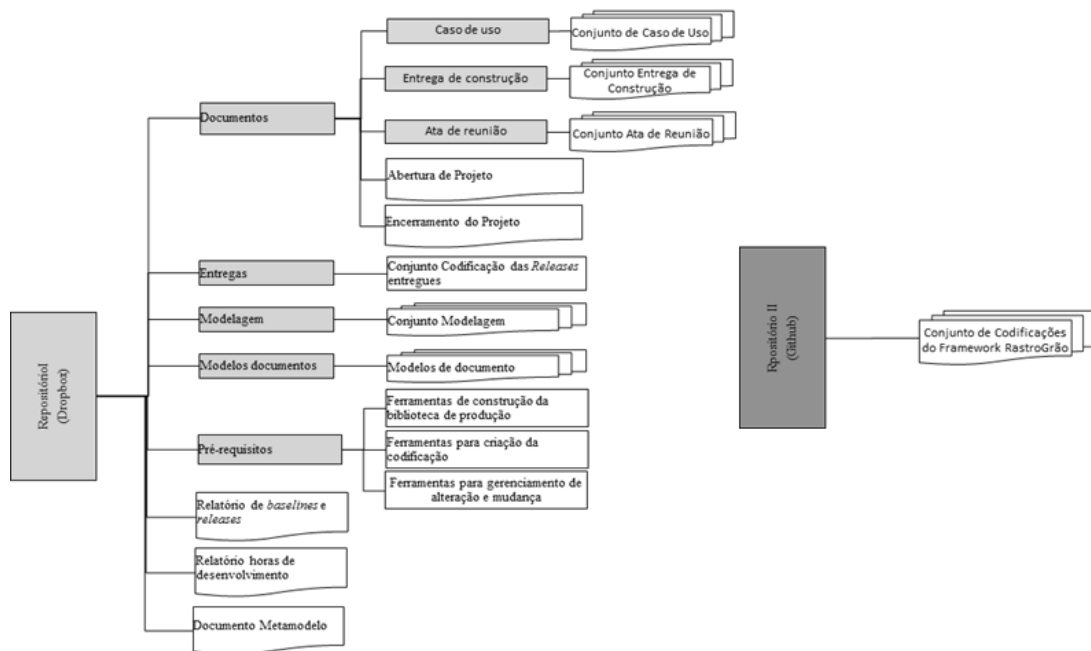 Caso de uso
Conjunto de Caso de Uso
Entrega de construção
Conjunto Entrega de
Construção
Documentos
Ata de reunião
Conjunto Ata de Reunião
Abertura de Projeto
Encerramento do Projeto
Entregas
Conjunto Codificação das Releases
entregues
Modelagem
Conjunto Modelagem
Modelos documentos
Modelos de documento
Repositóriol
(Dropbox)
Ferramentas de construção da
biblioteca de produção
Pré-requisitos
Ferramentas para criação da
codificação
Ferramentas para gerenciamento de
alteração e mudança
Relatório de baselines e
releases
Relatório horas de
desenvolvimento
Documento Metamodelo
Rpositório II
(Github)
Conjunto de Codificações
do Framework RastroGrão